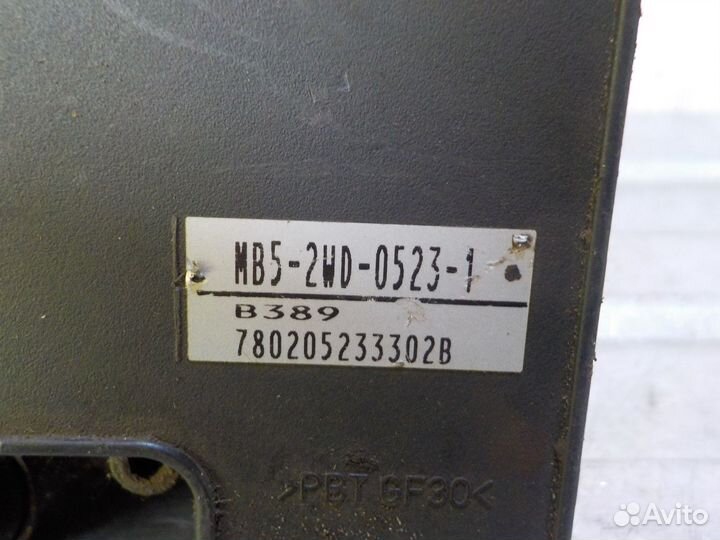 MB5-2WD-0523-1
B389
780205233302B
>PBT GF30<
Avito